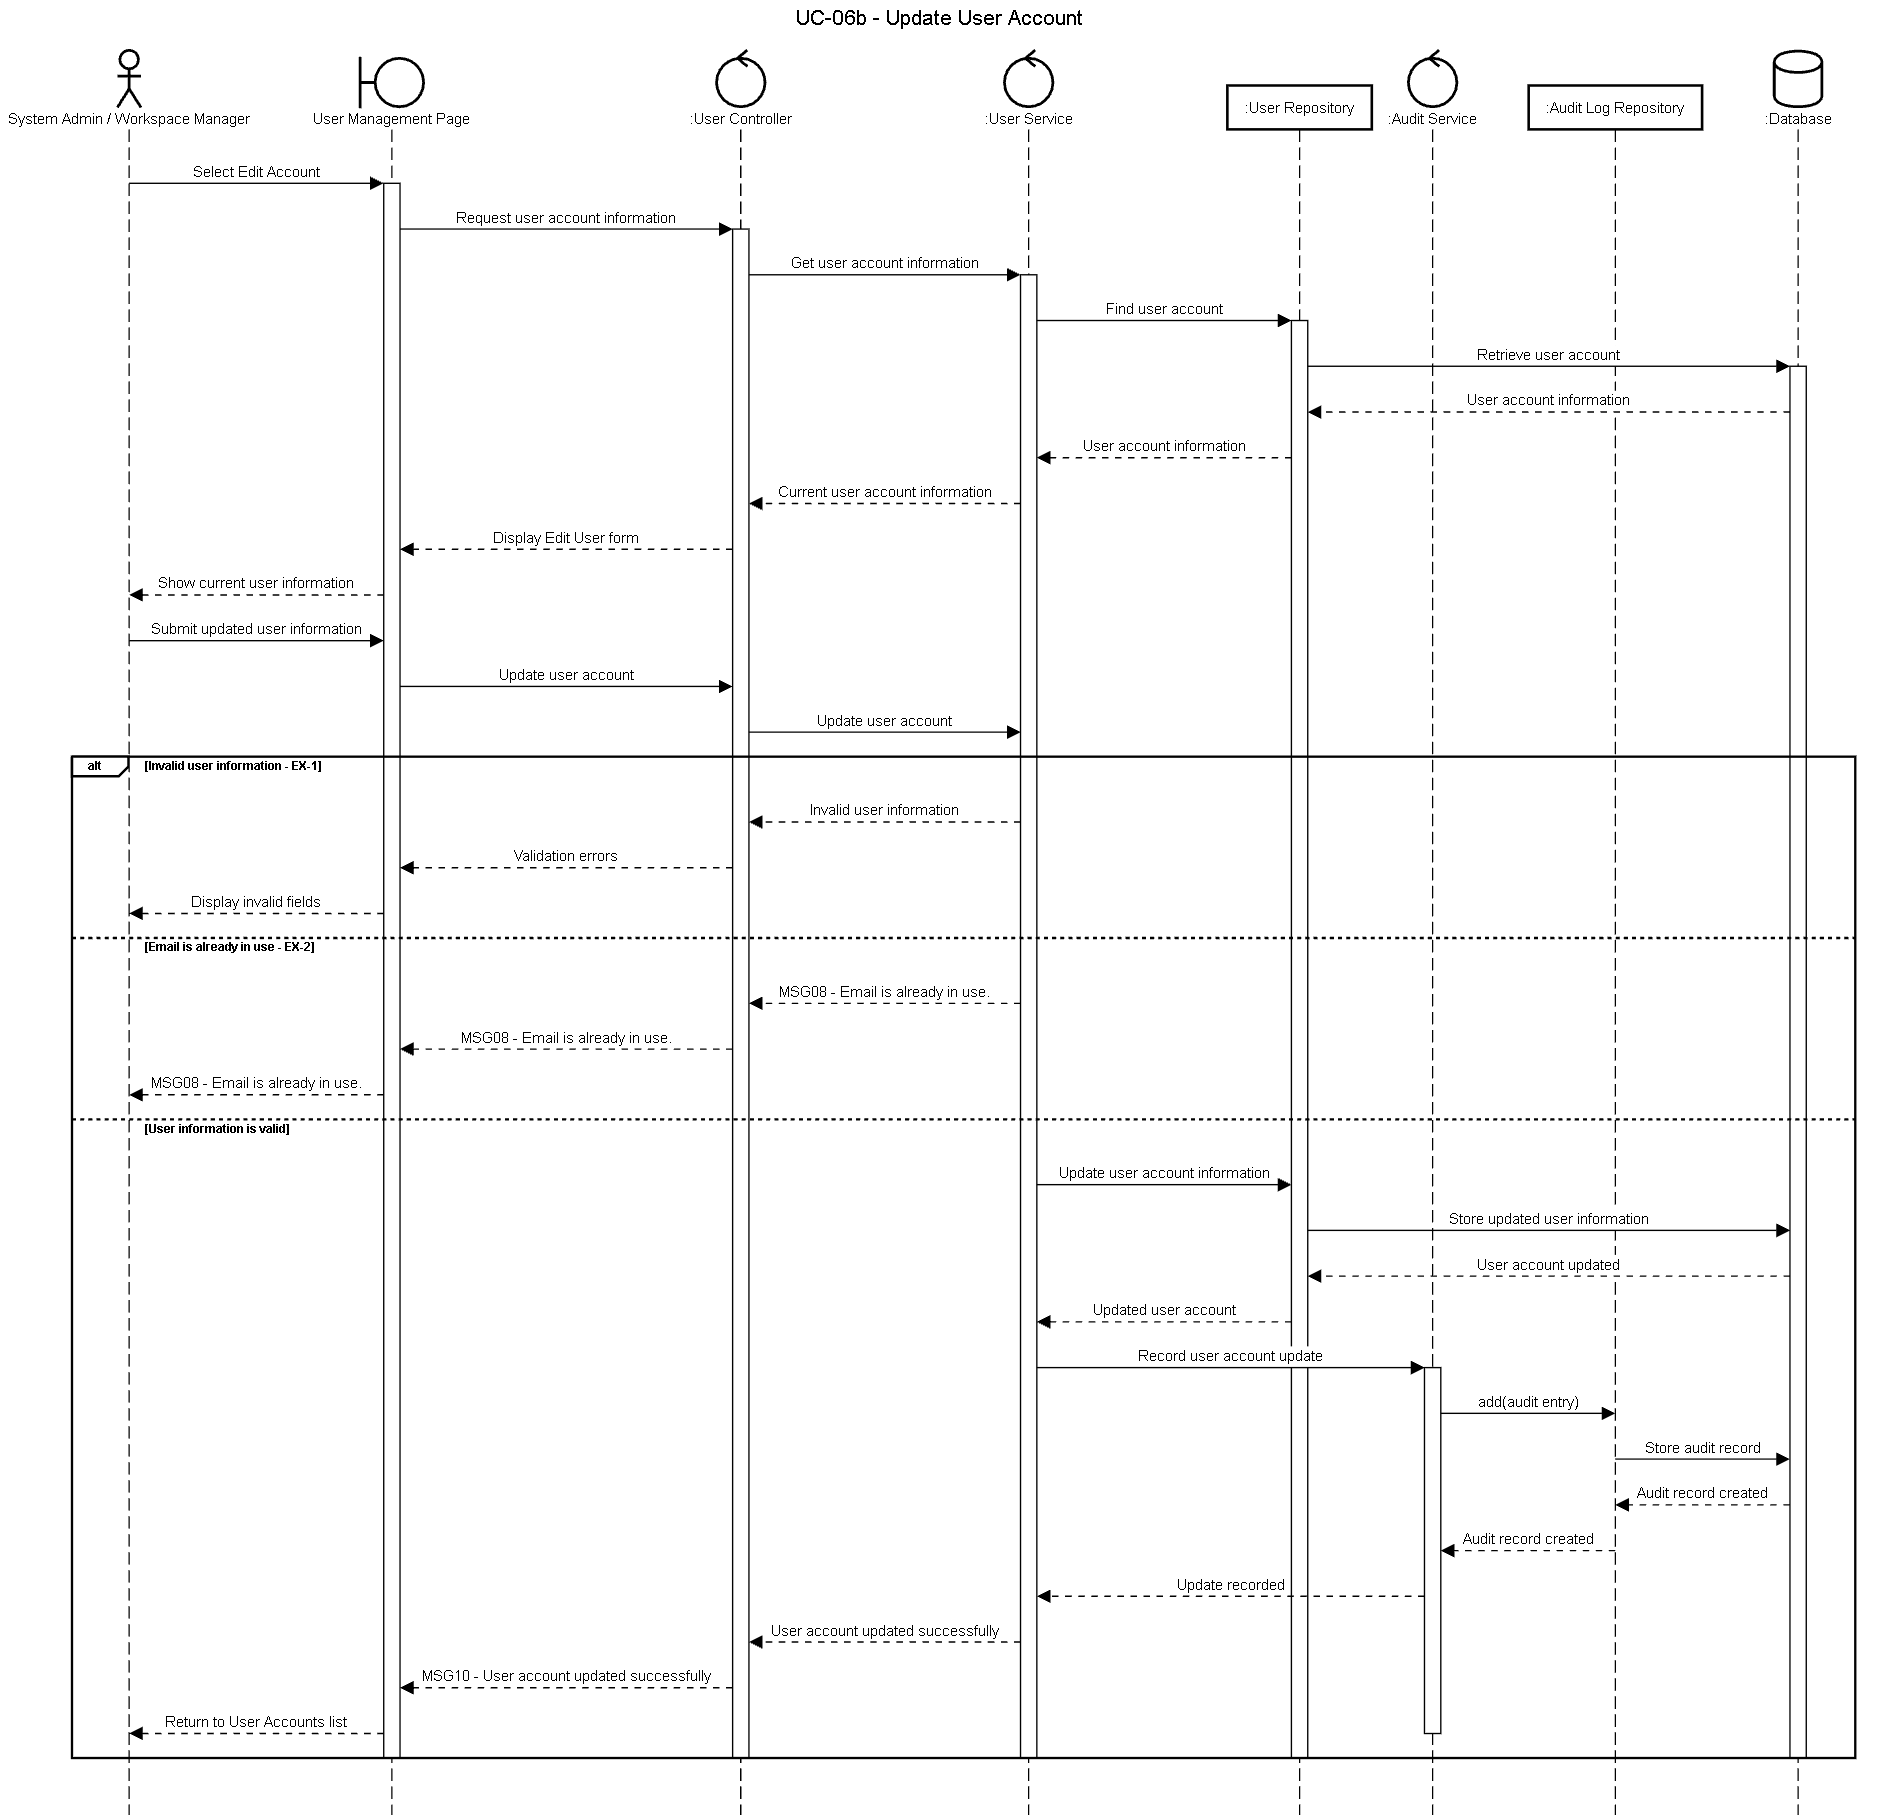 UC-06b - Update User Account
System Admin / Workspace Manager
User Management Page
:User Controller
:User Service
:User Repository
:Audit Service
:Audit Log Repository
:Database
Select Edit Account
Request user account information
Get user account information
Find user account
Retrieve user account
User account information
User account information
Current user account information
Display Edit User form
Show current user information
Submit updated user information
Update user account
Update user account
alt
[Invalid user information - EX-1]
Invalid user information
Validation errors
Display invalid fields
[Email is already in use - EX-2]
MSG08 - Email is already in use.
MSG08 - Email is already in use.
MSG08 - Email is already in use.
[User information is valid]
Update user account information
Store updated user information
User account updated
Updated user account
Record user account update
add(audit entry)
Store audit record
Audit record created
Audit record created
Update recorded
User account updated successfully
MSG10 - User account updated successfully
Return to User Accounts list